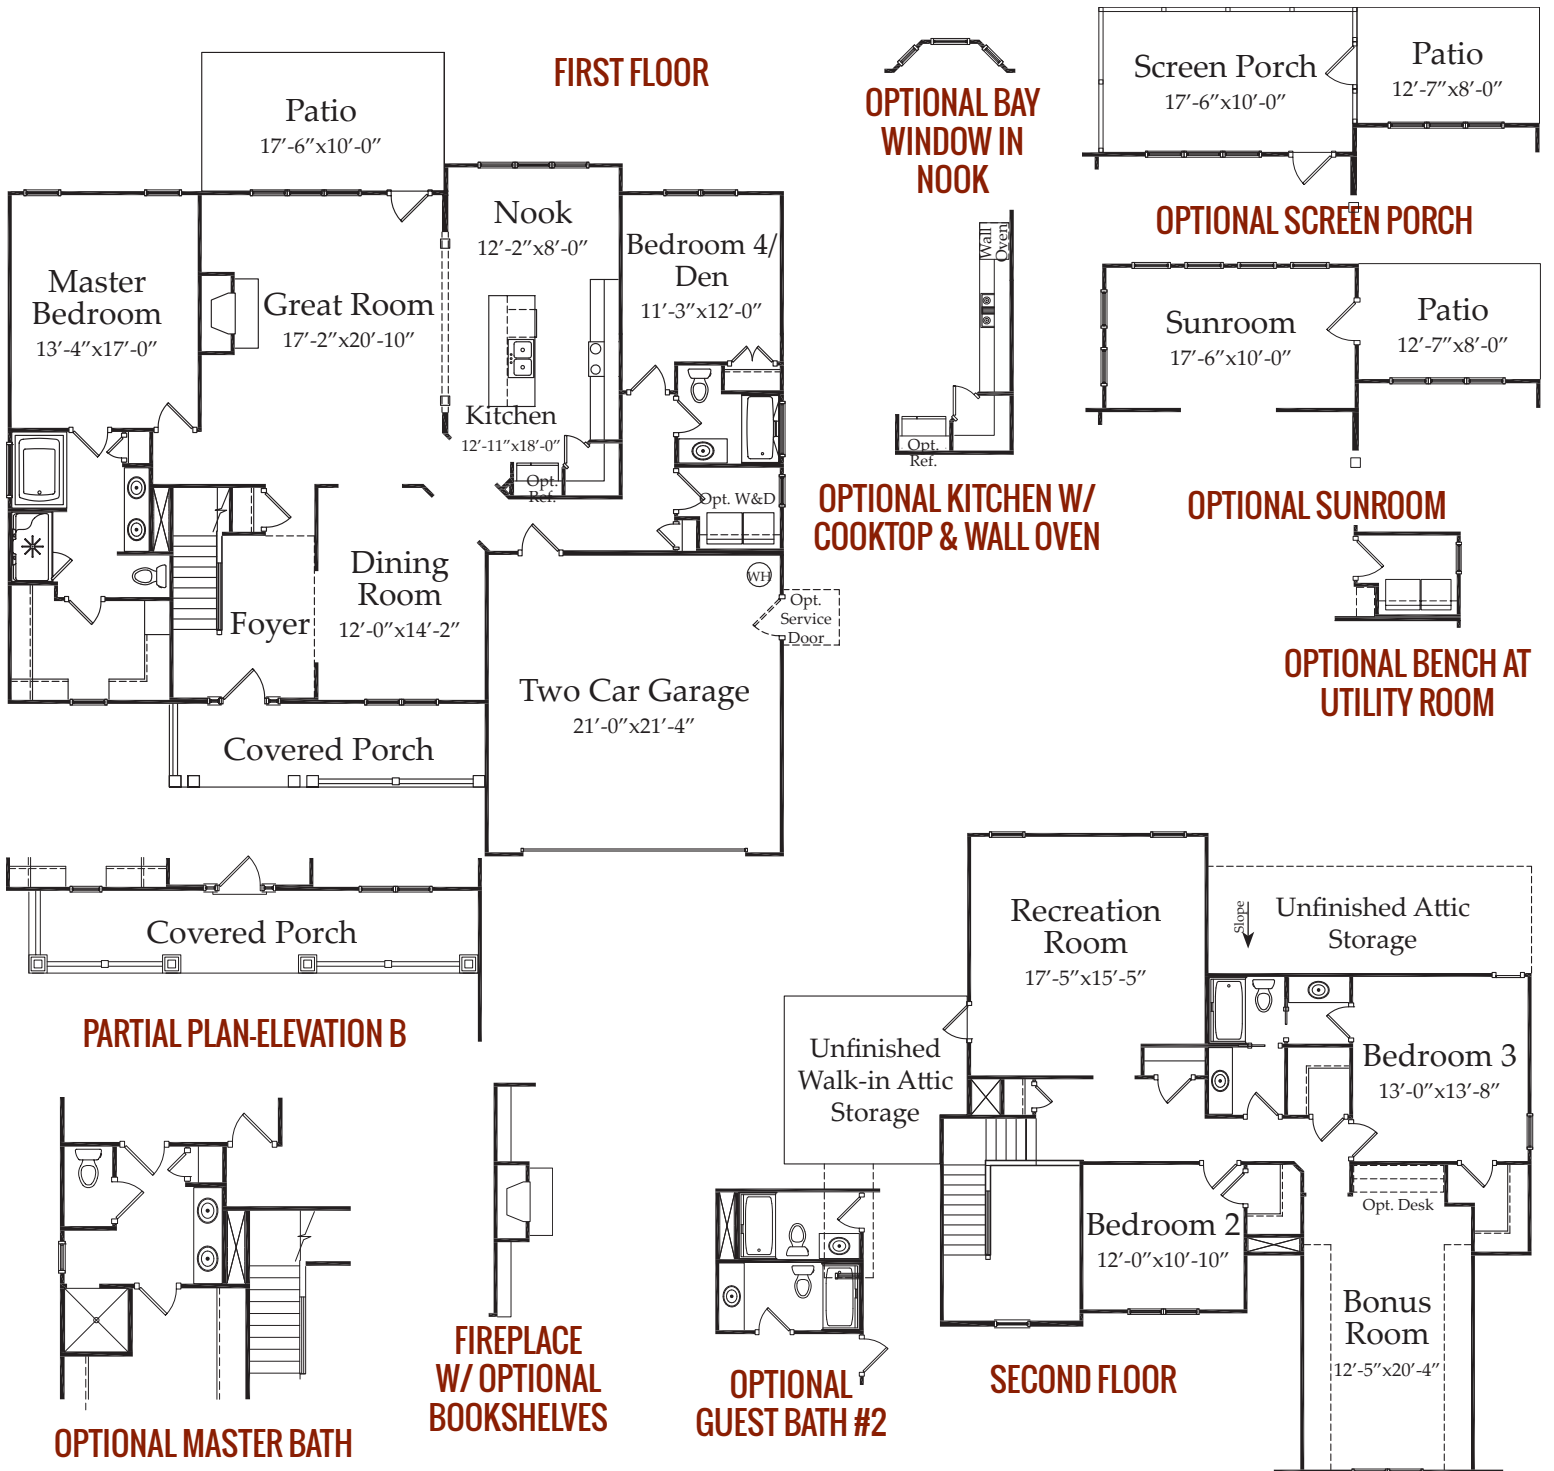 FIRST FLOOR
Patio
17′-6″x10′-0″
Nook
12′-2″x8′-0″
Bedroom 4/
Den
11′-3″x12′-0″
Master
Bedroom
13′-4″x17′-0″
Great Room
17′-2″x20′-10″
Kitchen
12′-11″x18′-0″
Opt.
Ref.
Opt. W&D
Dining
Room
12′-0″x14′-2″
Foyer
WH
Opt.
Service
Door
Two Car Garage
21′-0″x21′-4″
Covered Porch
OPTIONAL BAY
WINDOW IN
NOOK
Wall
Oven
Opt.
Ref.
OPTIONAL KITCHEN W/
COOKTOP & WALL OVEN
Screen Porch
17′-6″x10′-0″
Patio
12′-7″x8′-0″
OPTIONAL SCREEN PORCH
Sunroom
17′-6″x10′-0″
Patio
12′-7″x8′-0″
OPTIONAL SUNROOM
OPTIONAL BENCH AT
UTILITY ROOM
Covered Porch
PARTIAL PLAN-ELEVATION B
OPTIONAL MASTER BATH
FIREPLACE
W/ OPTIONAL
BOOKSHELVES
OPTIONAL
GUEST BATH #2
Recreation
Room
17′-5″x15′-5″
Slope
Unfinished Attic
Storage
Unfinished
Walk-in Attic
Storage
Bedroom 3
13′-0″x13′-8″
Opt. Desk
Bedroom 2
12′-0″x10′-10″
Bonus
Room
12′-5″x20′-4″
SECOND FLOOR